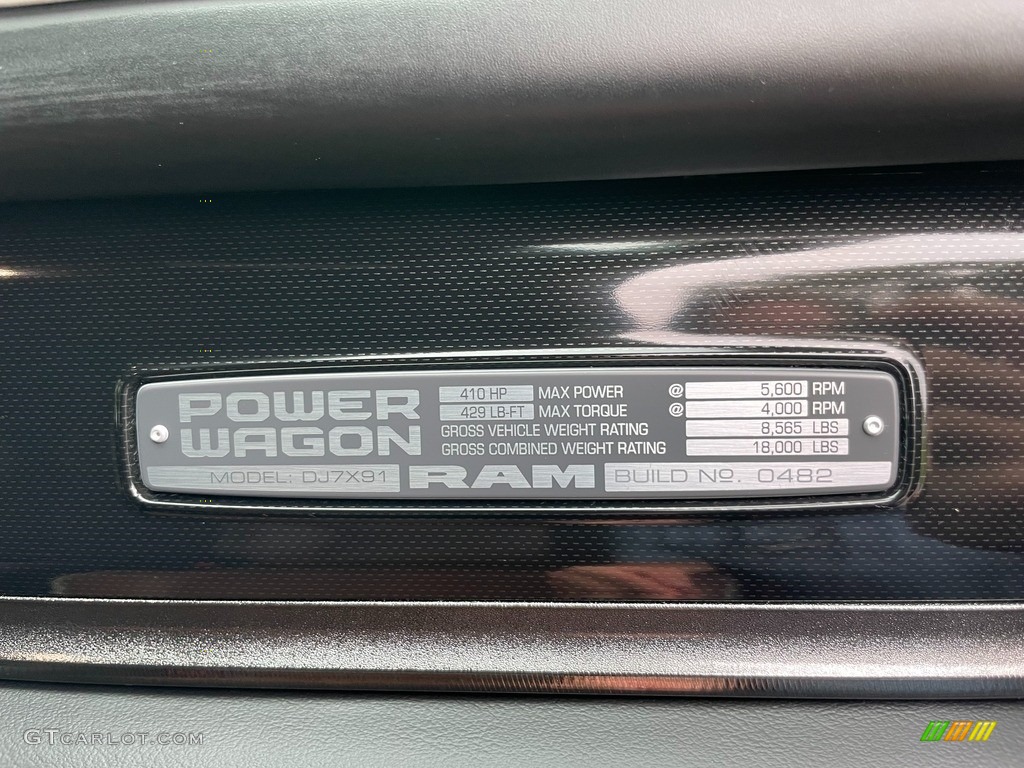 POWER WAGON
410 HP MAX POWER @ 5,600 RPM
429 LB-FT MAX TORQUE @ 4,000 RPM
GROSS VEHICLE WEIGHT RATING 8,565 LBS
GROSS COMBINED WEIGHT RATING 18,000 LBS
MODEL: DJ7X91 RAM BUILD Nº. 0482
GTCARLOT.COM